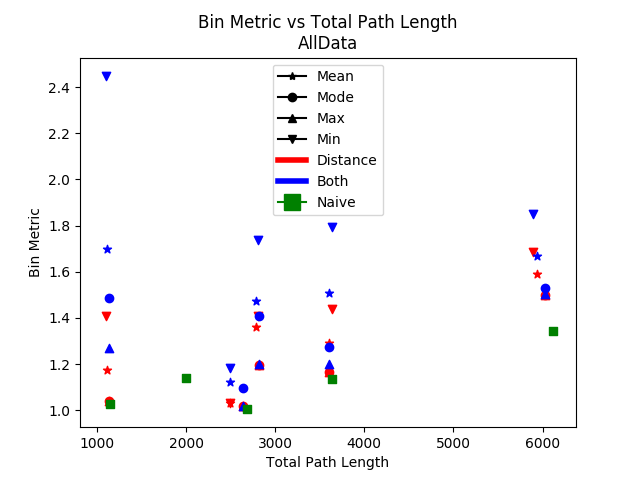 Bin Metric vs Total Path Length
AllData
Mean
Mode
Max
Min
Distance
Both
Naive
Bin Metric
2.4
2.2
2.0
1.8
1.6
1.4
1.2
1.0
1000 2000 3000 4000 5000 6000
Total Path Length